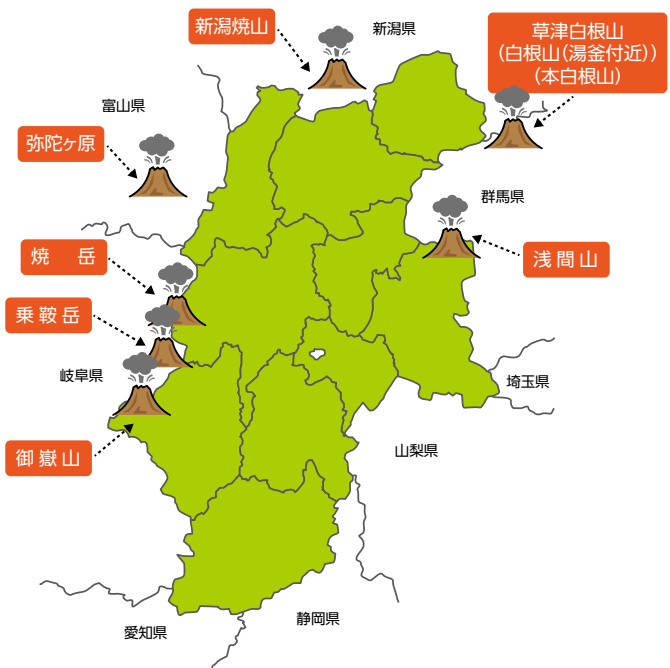 新潟焼山
新潟県
草津白根山
(白根山(湯釜付近))
(本白根山)
富山県
弥陀ヶ原
群馬県
焼　岳
浅間山
乗鞍岳
岐阜県
埼玉県
御嶽山
山梨県
愛知県
静岡県